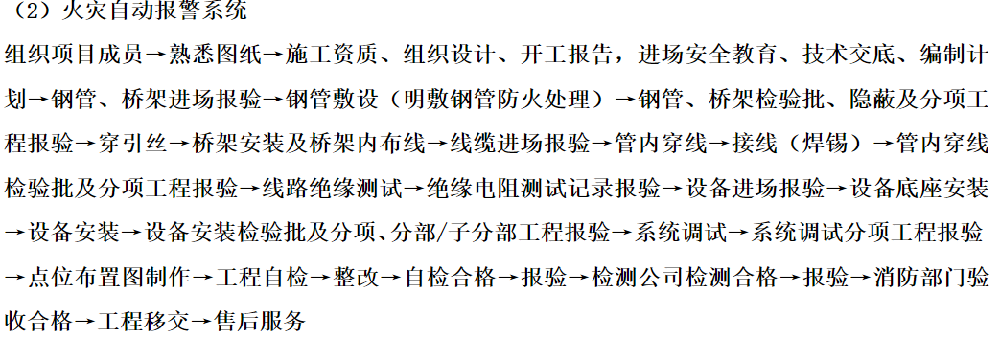 （2）火灾自动报警系统
组织项目成员→熟悉图纸→施工资质、组织设计、开工报告，进场安全教育、技术交底、编制计
划→钢管、桥架进场报验→钢管敷设（明敷钢管防火处理）→钢管、桥架检验批、隐蔽及分项工
程报验→穿引丝→桥架安装及桥架内布线→线缆进场报验→管内穿线→接线（焊锡）→管内穿线
检验批及分项工程报验→线路绝缘测试→绝缘电阻测试记录报验→设备进场报验→设备底座安装
→设备安装→设备安装检验批及分项、分部/子分部工程报验→系统调试→系统调试分项工程报验
→点位布置图制作→工程自检→整改→自检合格→报验→检测公司检测合格→报验→消防部门验
收合格→工程移交→售后服务